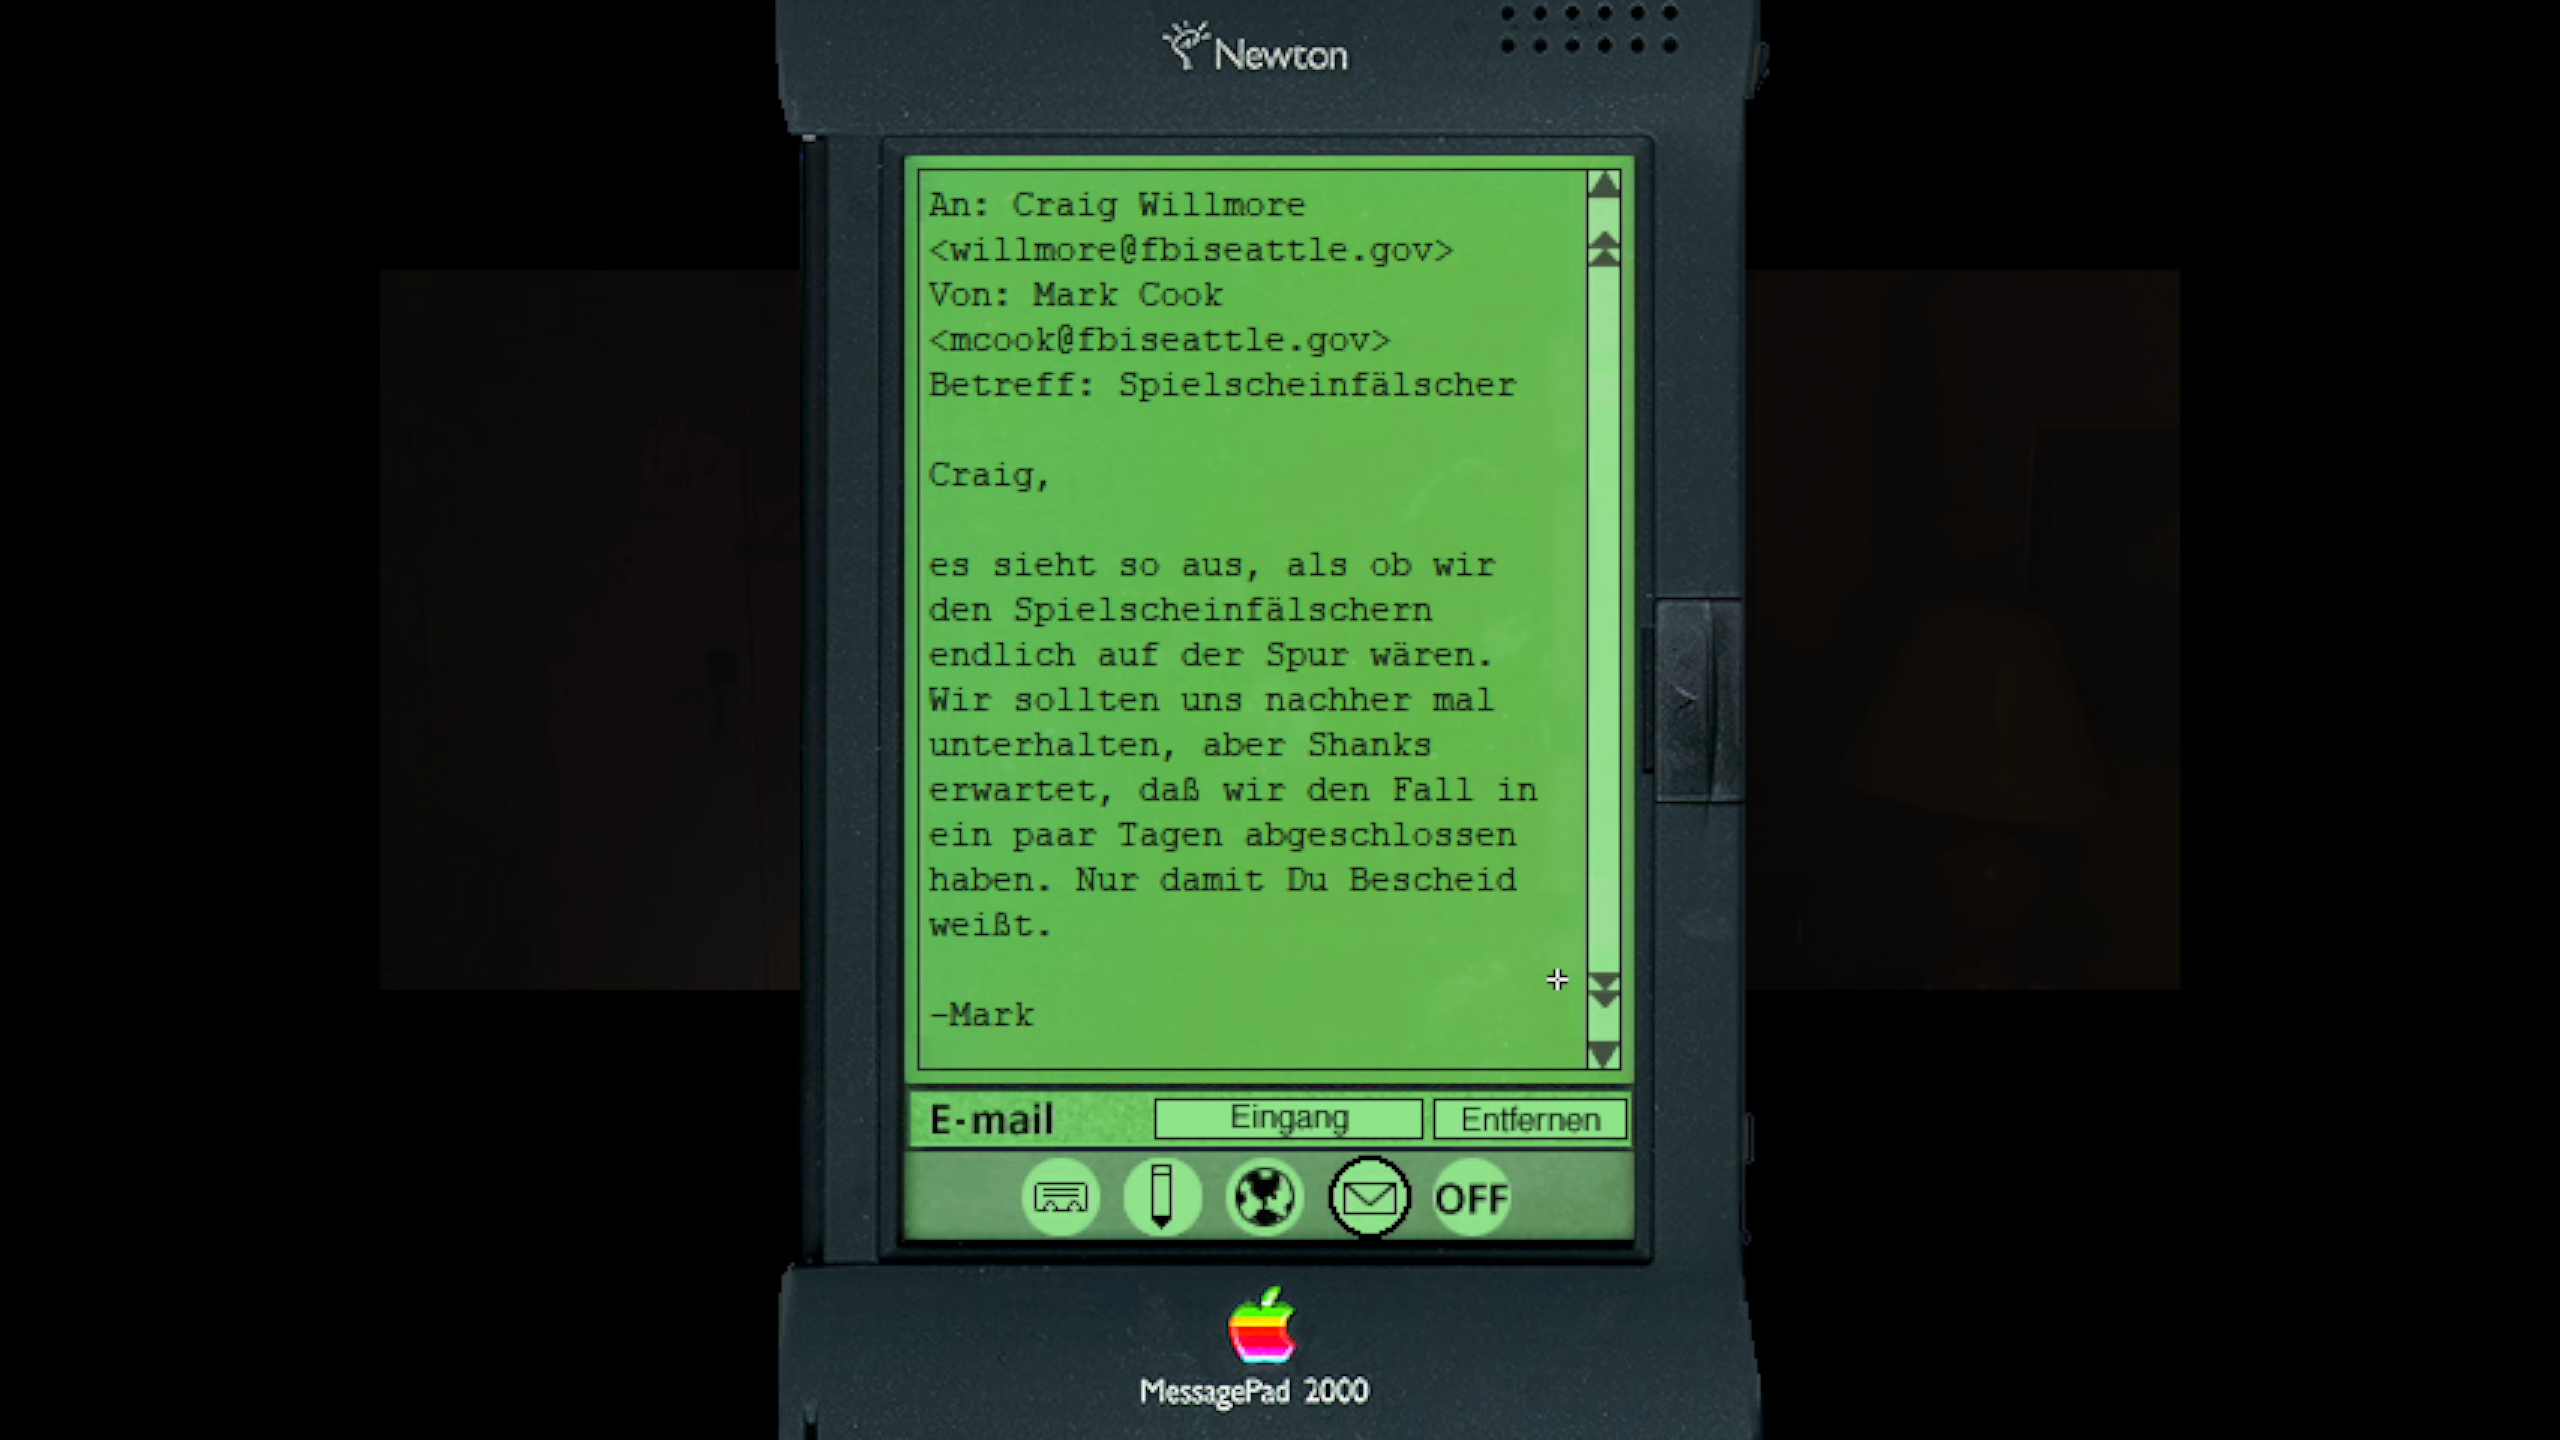 Newton
An: Craig Willmore
<willmore@fbiseattle.gov>
Von: Mark Cook
<mcook@fbiseattle.gov>
Betreff: Spielscheinfälscher
Craig,
es sieht so aus, als ob wir
den Spielscheinfälschern
endlich auf der Spur wären.
Wir sollten uns nachher mal
unterhalten, aber Shanks
erwartet, daß wir den Fall in
ein paar Tagen abgeschlossen
haben. Nur damit Du Bescheid
weißt.
-Mark
E-mail Eingang Entfernen
OFF
MessagePad 2000